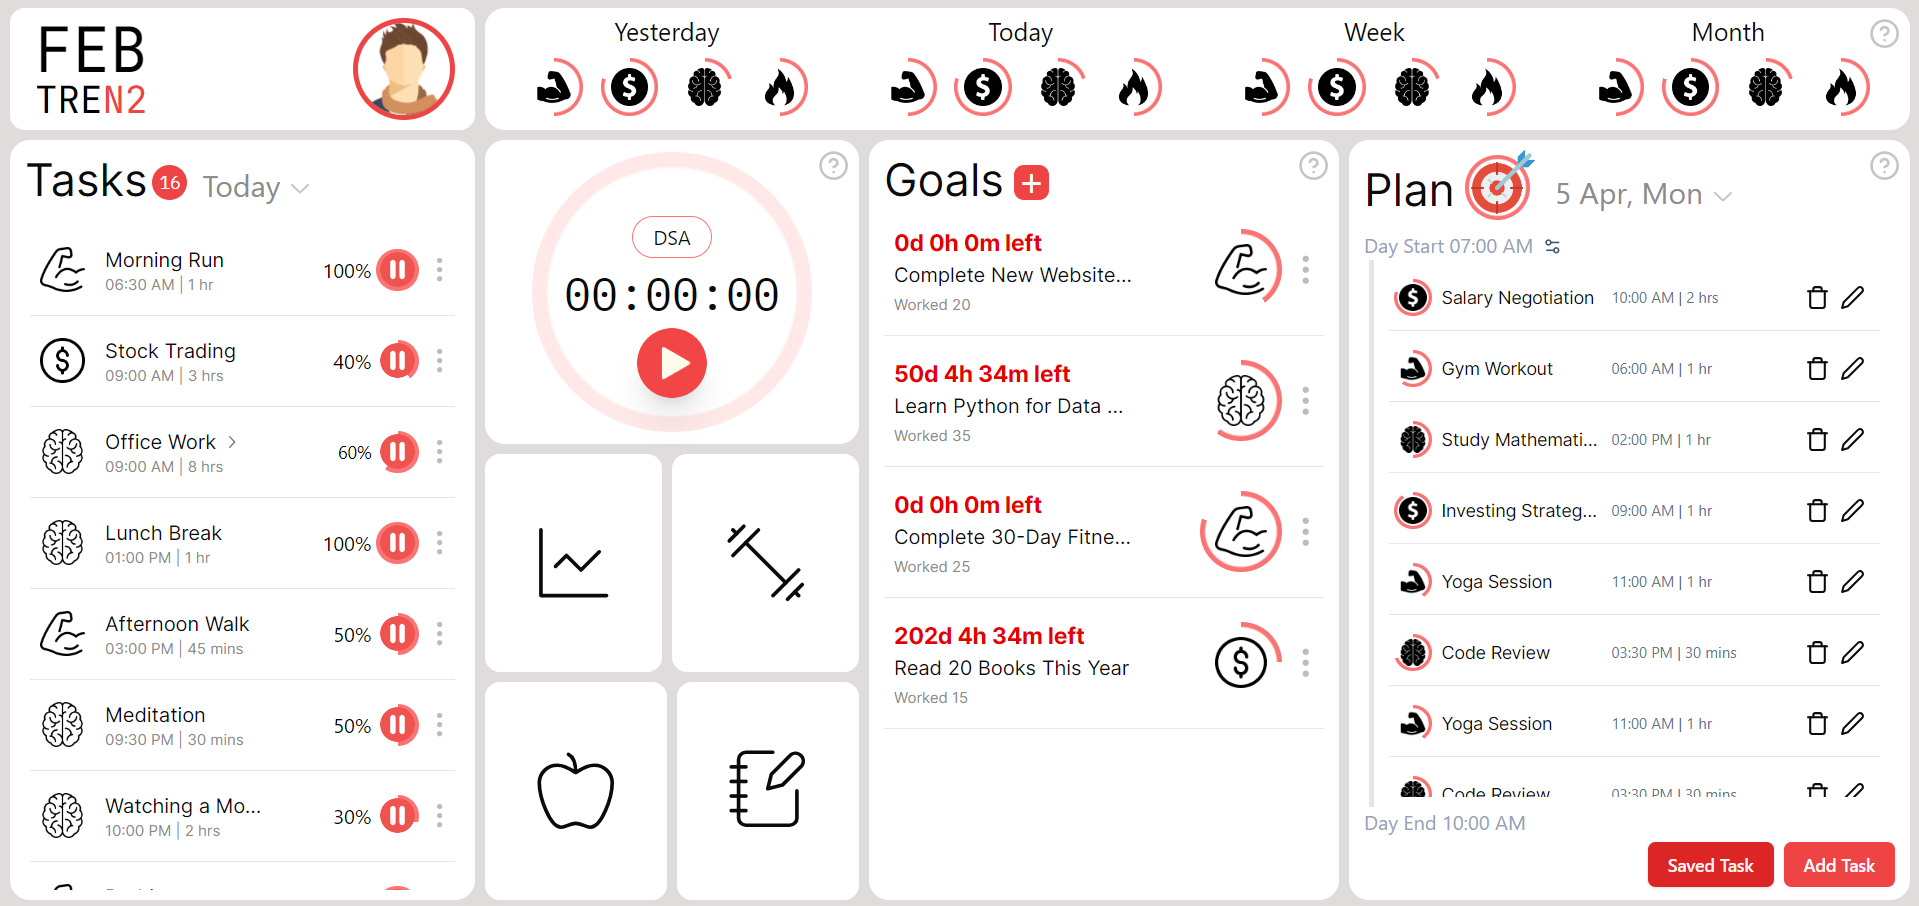 FEB
TREN2
Yesterday
Today
Week
Month
Tasks 16 Today
Morning Run
06:30 AM | 1 hr
100%
Stock Trading
09:00 AM | 3 hrs
40%
Office Work
09:00 AM | 8 hrs
60%
Lunch Break
01:00 PM | 1 hr
100%
Afternoon Walk
03:00 PM | 45 mins
50%
Meditation
09:30 PM | 30 mins
50%
Watching a Mo...
10:00 PM | 2 hrs
30%
DSA
00:00:00
Goals
0d 0h 0m left
Complete New Website...
Worked 20
50d 4h 34m left
Learn Python for Data ...
Worked 35
0d 0h 0m left
Complete 30-Day Fitne...
Worked 25
202d 4h 34m left
Read 20 Books This Year
Worked 15
Plan 5 Apr, Mon
Day Start 07:00 AM
Salary Negotiation 10:00 AM | 2 hrs
Gym Workout 06:00 AM | 1 hr
Study Mathemati... 02:00 PM | 1 hr
Investing Strateg... 09:00 AM | 1 hr
Yoga Session 11:00 AM | 1 hr
Code Review 03:30 PM | 30 mins
Yoga Session 11:00 AM | 1 hr
Code Review 03:30 PM | 30 mins
Day End 10:00 AM
Saved Task
Add Task